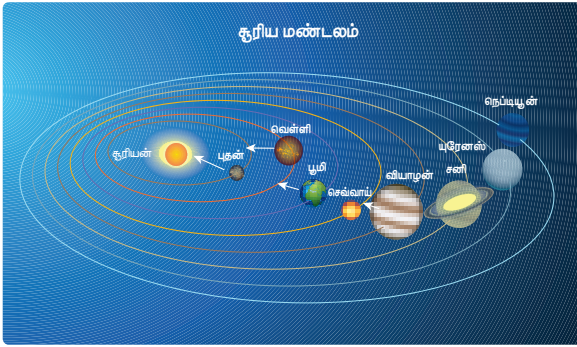 சூரிய மண்டலம்
சூரியன்
புதன்
வெள்ளி
பூமி
செவ்வாய்
வியாழன்
சனி
யுரேனஸ்
நெப்டியூன்